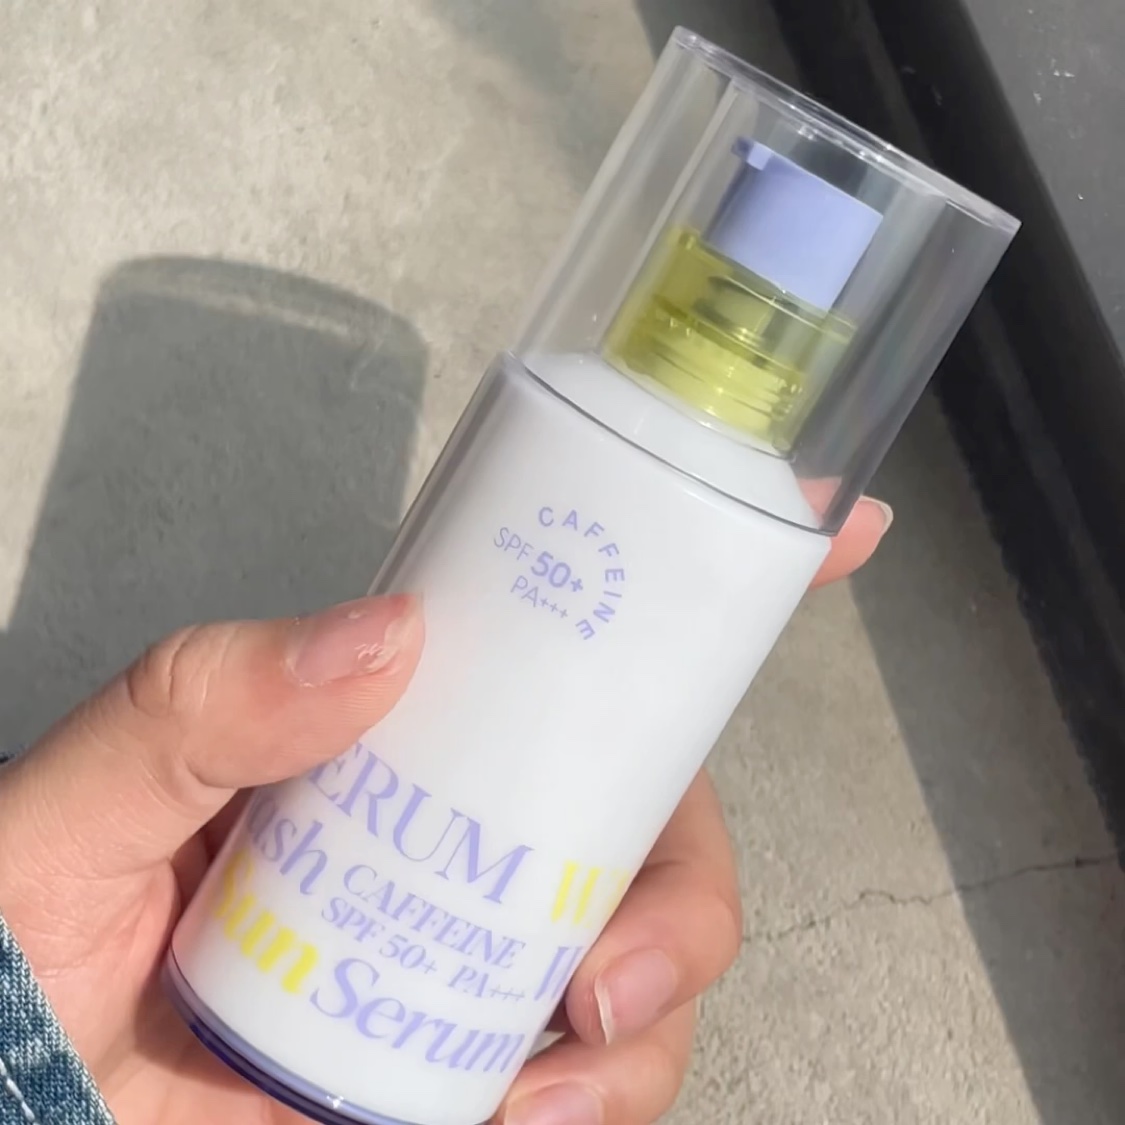 CAFFEINE
SPF 50+
PA+++
ERUM
ash CAFFEINE
SPF 50+ PA+++
Sun Serum